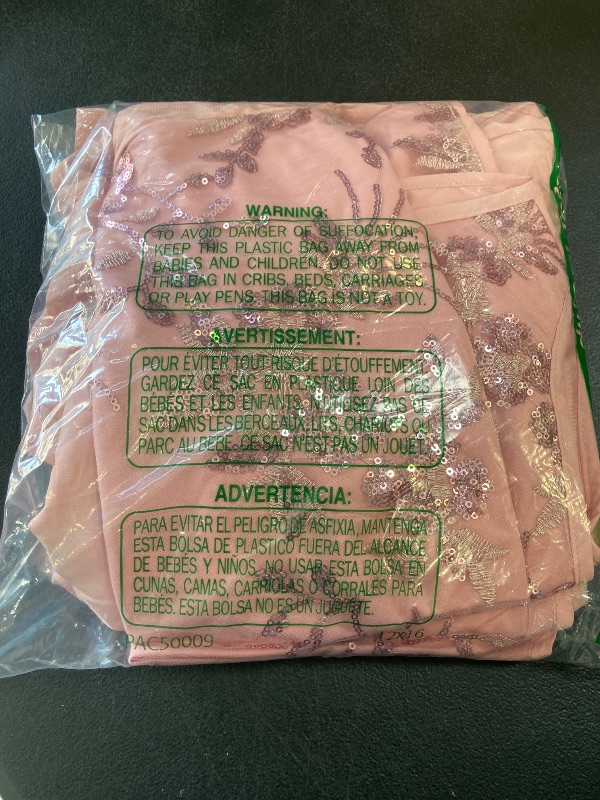 WARNING:
TO AVOID DANGER OF SUFFOCATION,
KEEP THIS PLASTIC BAG AWAY FROM
BABIES AND CHILDREN. DO NOT USE
THIS BAG IN CRIBS, BEDS, CARRIAGES
OR PLAY PENS. THIS BAG IS NOT A TOY.
AVERTISSEMENT:
POUR ÉVITER TOUT RISQUE D'ÉTOUFFEMENT,
GARDEZ CE SAC EN PLASTIQUE LOIN DES
BÉBÉS ET LES ENFANTS. N'UTILISEZ PAS CE
SAC DANS LES BERCEAUX, LITS, CHARIOTS OU
PARC AU BÉBÉ. CE SAC N'EST PAS UN JOUET.
ADVERTENCIA:
PARA EVITAR EL PELIGRO DE ASFIXIA, MANTENGA
ESTA BOLSA DE PLASTICO FUERA DEL ALCANCE
DE BEBÉS Y NIÑOS. NO USAR ESTA BOLSA EN
CUNAS, CAMAS, CARRIOLAS O CORRALES PARA
BEBÉS. ESTA BOLSA NO ES UN JUGUETE.
PAC50009 12X16